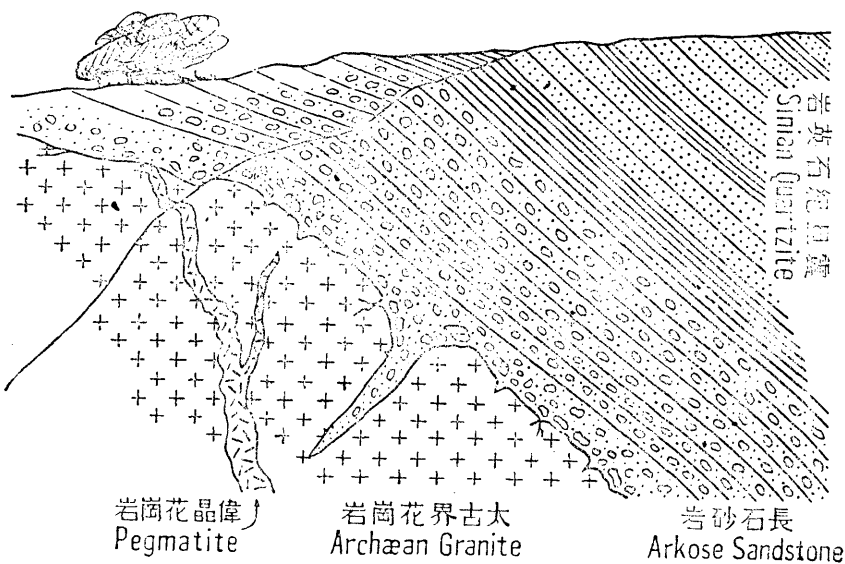 震旦紀石英岩
Sinian Quartzite
偉晶花崗岩
Pegmatite
太古界花崗岩
Archæan Granite
長石砂岩
Arkose Sandstone